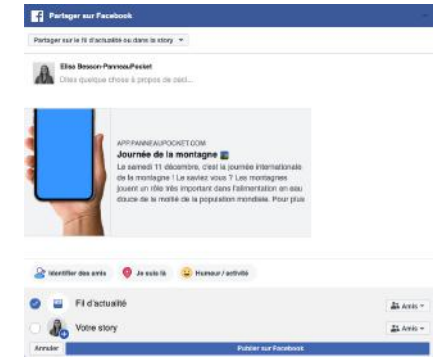 Partager sur Facebook
Partager sur le fil d'actualité ou dans la story
Elisa Besson-PanneauPocket
Dites quelque chose à propos de ceci...
APP.PANNEAUPOCKET.COM
Journée de la montagne
Le samedi 11 décembre, c'est la journée internationale
de la montagne ! Le saviez vous ? Les montagnes
jouent un rôle très important dans l'alimentation en eau
douce de la moitié de la population mondiale. Pour plus
Identifier des amis
Je suis là
Humeur / activité
Fil d'actualité
Amis
Votre story
Amis
Annuler
Publier sur Facebook